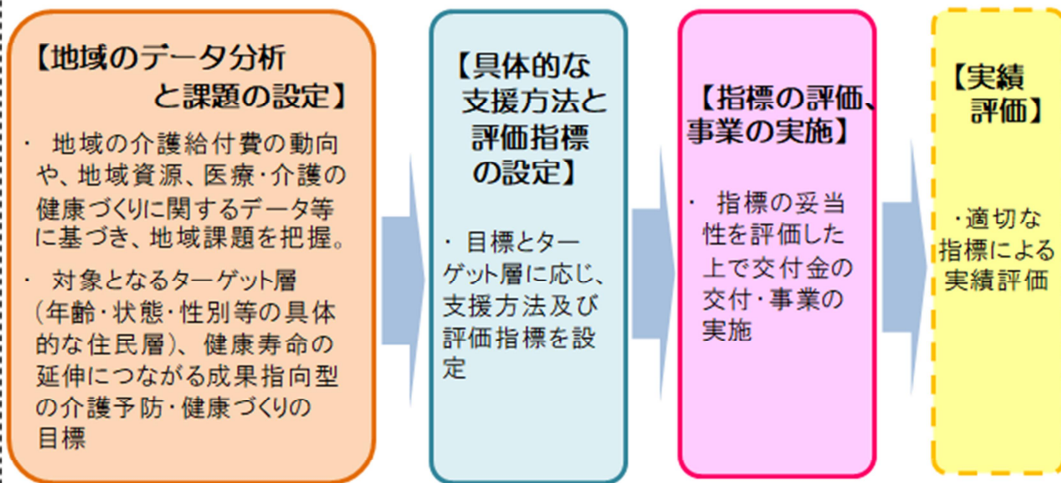 【地域のデータ分析
と課題の設定】
・ 地域の介護給付費の動向
や、地域資源、医療・介護の
健康づくりに関するデータ等
に基づき、地域課題を把握。
・ 対象となるターゲット層
(年齢・状態・性別等の具体
的な住民層)、健康寿命の
延伸につながる成果指向型
の介護予防・健康づくりの
目標
【具体的な
支援方法と
評価指標
の設定】
・ 目標とター
ゲット層に応じ、
支援方法及び
評価指標を設
定
【指標の評価、
事業の実施】
・ 指標の妥当
性を評価した
上で交付金の
交付・事業の
実施
【実績
評価】
・適切な
指標による
実績評価